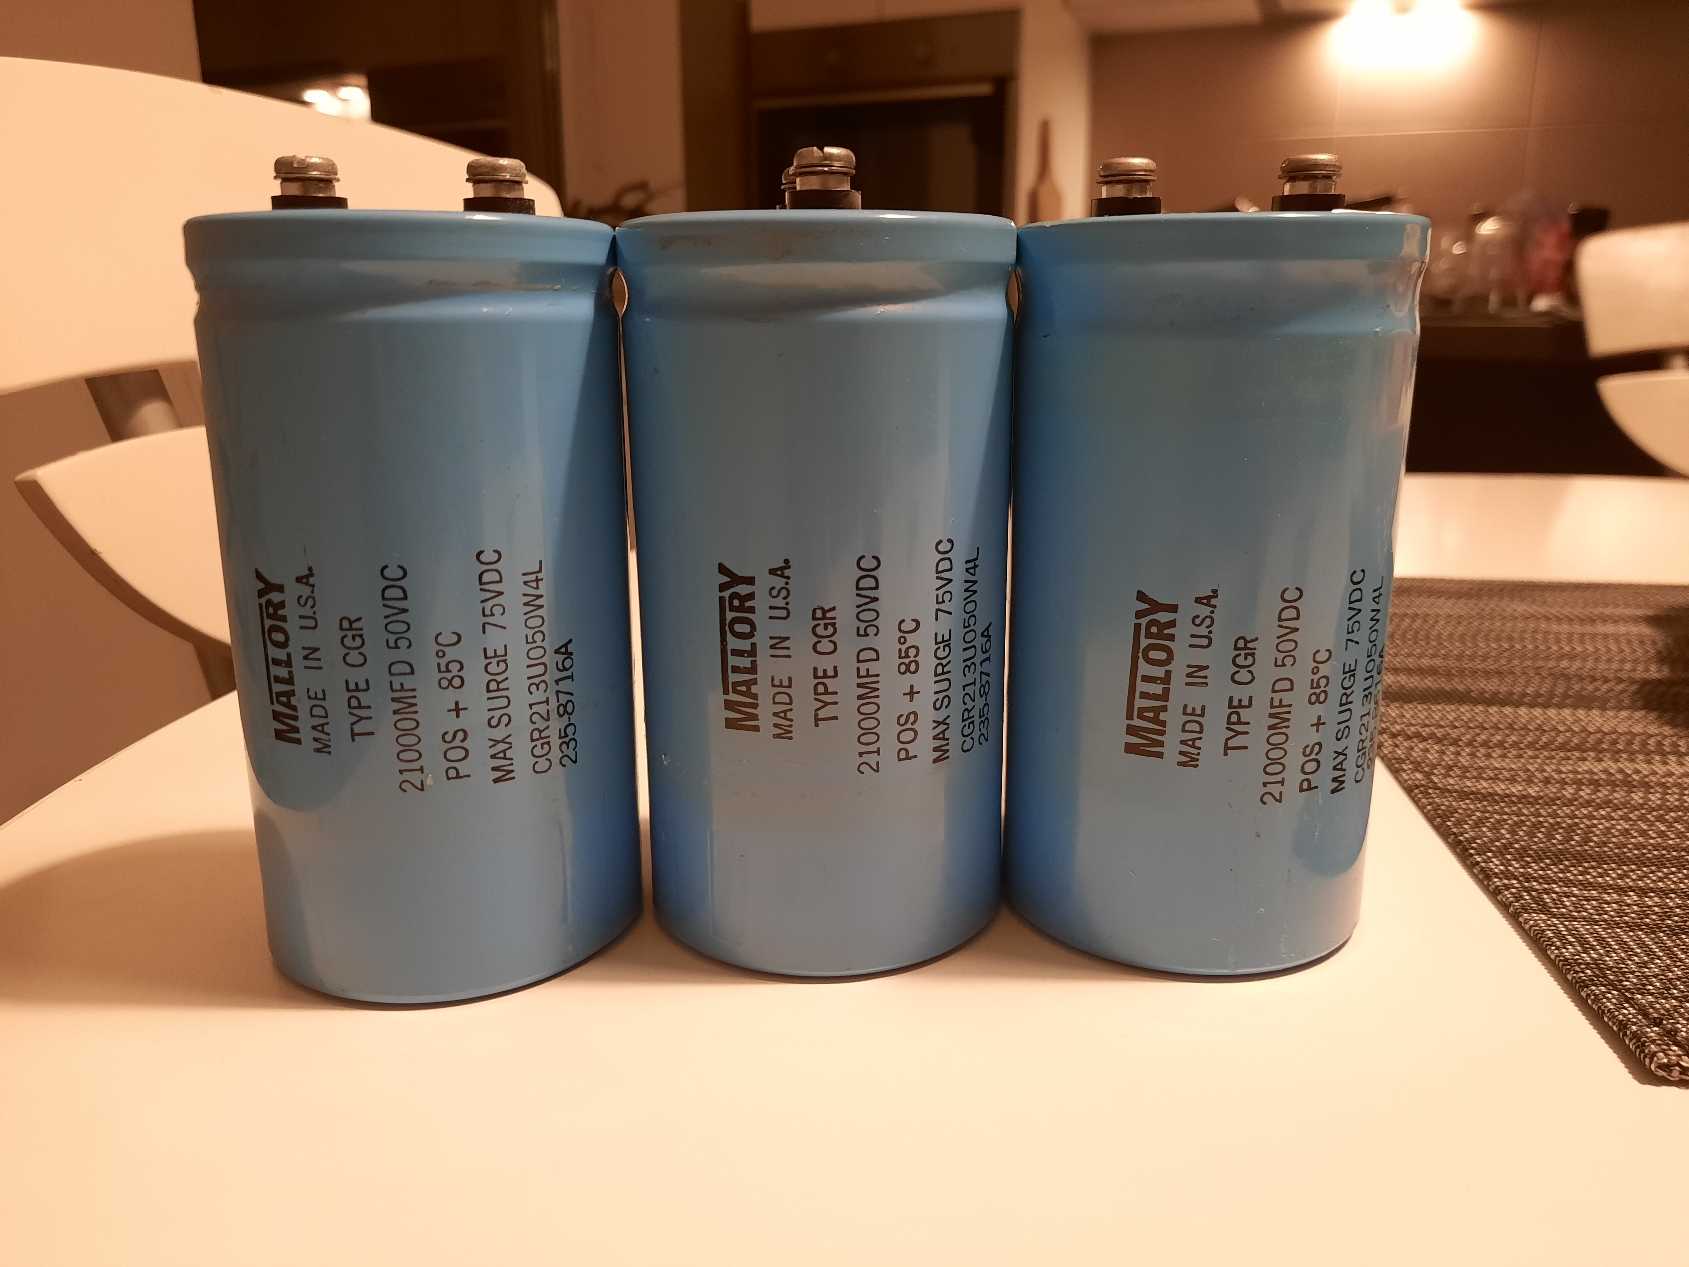 MALLORY
MADE IN U.S.A.
TYPE CGR
21000MFD 50VDC
POS + 85°C
MAX SURGE 75VDC
CGR213U050W4L
235-8716A
MALLORY
MADE IN U.S.A.
TYPE CGR
21000MFD 50VDC
POS + 85°C
MAX SURGE 75VDC
CGR213U050W4L
235-8716A
MALLORY
MADE IN U.S.A.
TYPE CGR
21000MFD 50VDC
POS + 85°C
MAX SURGE 75VDC
CGR213U050W4L